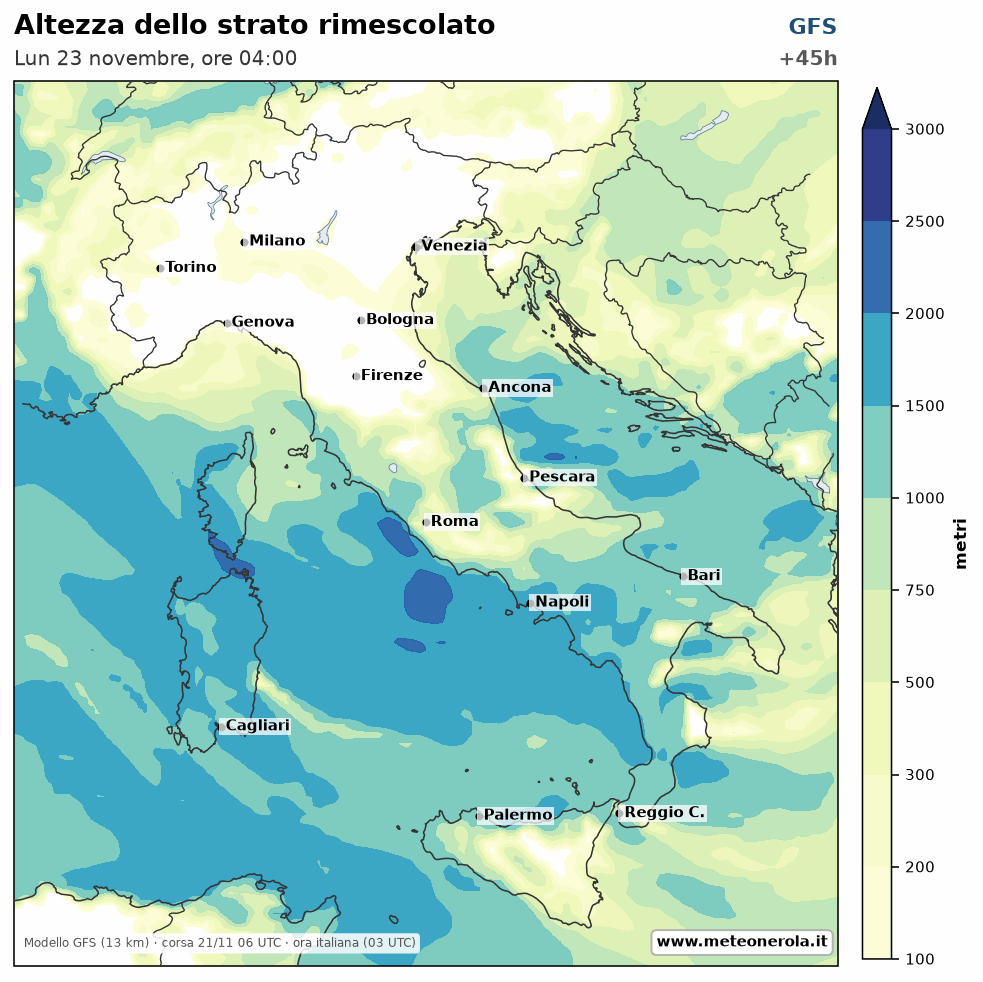 Altezza dello strato rimescolato
GFS
Lun 23 novembre, ore 04:00
+45h
Milano
Venezia
Torino
Genova
Bologna
Firenze
Ancona
Pescara
Roma
Bari
Napoli
Cagliari
Palermo
Reggio C.
3000
2500
2000
1500
1000
750
500
300
200
100
metri
Modello GFS (13 km) · corsa 21/11 06 UTC · ora italiana (03 UTC)
www.meteonerola.it